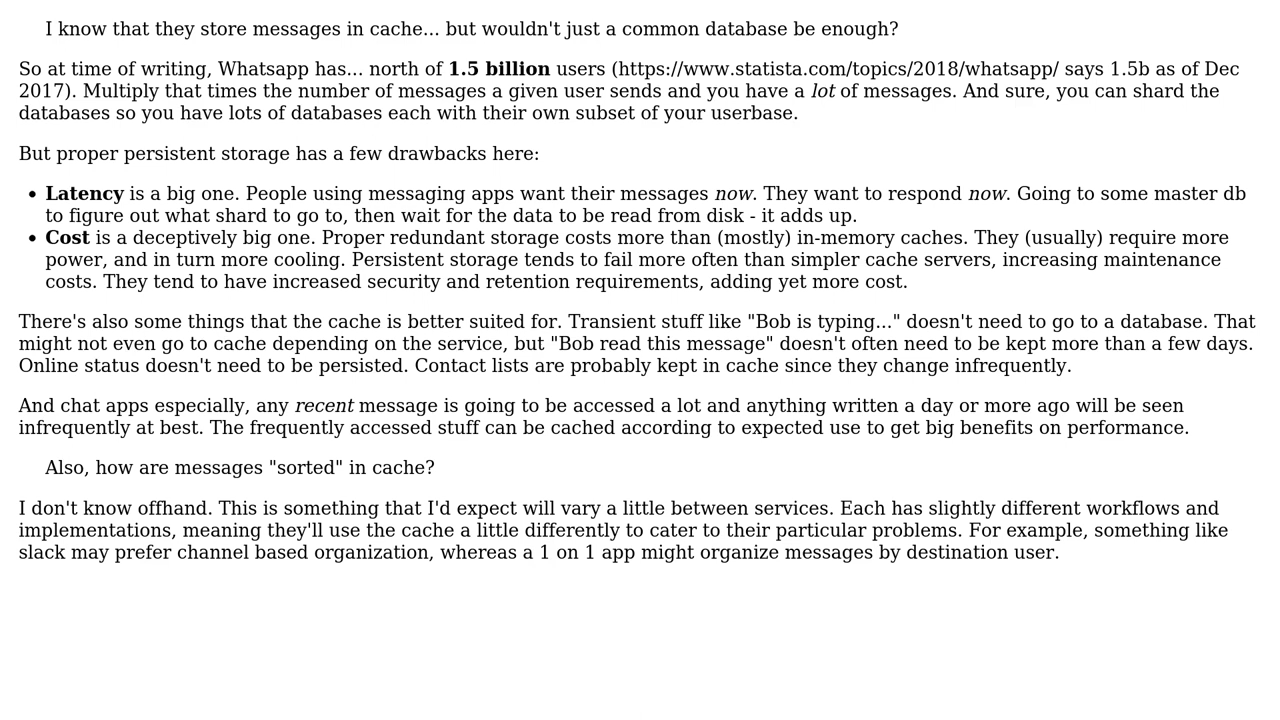 I know that they store messages in cache... but wouldn't just a common database be enough?
So at time of writing, Whatsapp has... north of 1.5 billion users (https://www.statista.com/topics/2018/whatsapp/ says 1.5b as of Dec
2017). Multiply that times the number of messages a given user sends and you have a lot of messages. And sure, you can shard the
databases so you have lots of databases each with their own subset of your userbase.
But proper persistent storage has a few drawbacks here:
• Latency is a big one. People using messaging apps want their messages now. They want to respond now. Going to some master db
to figure out what shard to go to, then wait for the data to be read from disk - it adds up.
• Cost is a deceptively big one. Proper redundant storage costs more than (mostly) in-memory caches. They (usually) require more
power, and in turn more cooling. Persistent storage tends to fail more often than simpler cache servers, increasing maintenance
costs. They tend to have increased security and retention requirements, adding yet more cost.
There's also some things that the cache is better suited for. Transient stuff like "Bob is typing..." doesn't need to go to a database. That
might not even go to cache depending on the service, but "Bob read this message" doesn't often need to be kept more than a few days.
Online status doesn't need to be persisted. Contact lists are probably kept in cache since they change infrequently.
And chat apps especially, any recent message is going to be accessed a lot and anything written a day or more ago will be seen
infrequently at best. The frequently accessed stuff can be cached according to expected use to get big benefits on performance.
Also, how are messages "sorted" in cache?
I don't know offhand. This is something that I'd expect will vary a little between services. Each has slightly different workflows and
implementations, meaning they'll use the cache a little differently to cater to their particular problems. For example, something like
slack may prefer channel based organization, whereas a 1 on 1 app might organize messages by destination user.